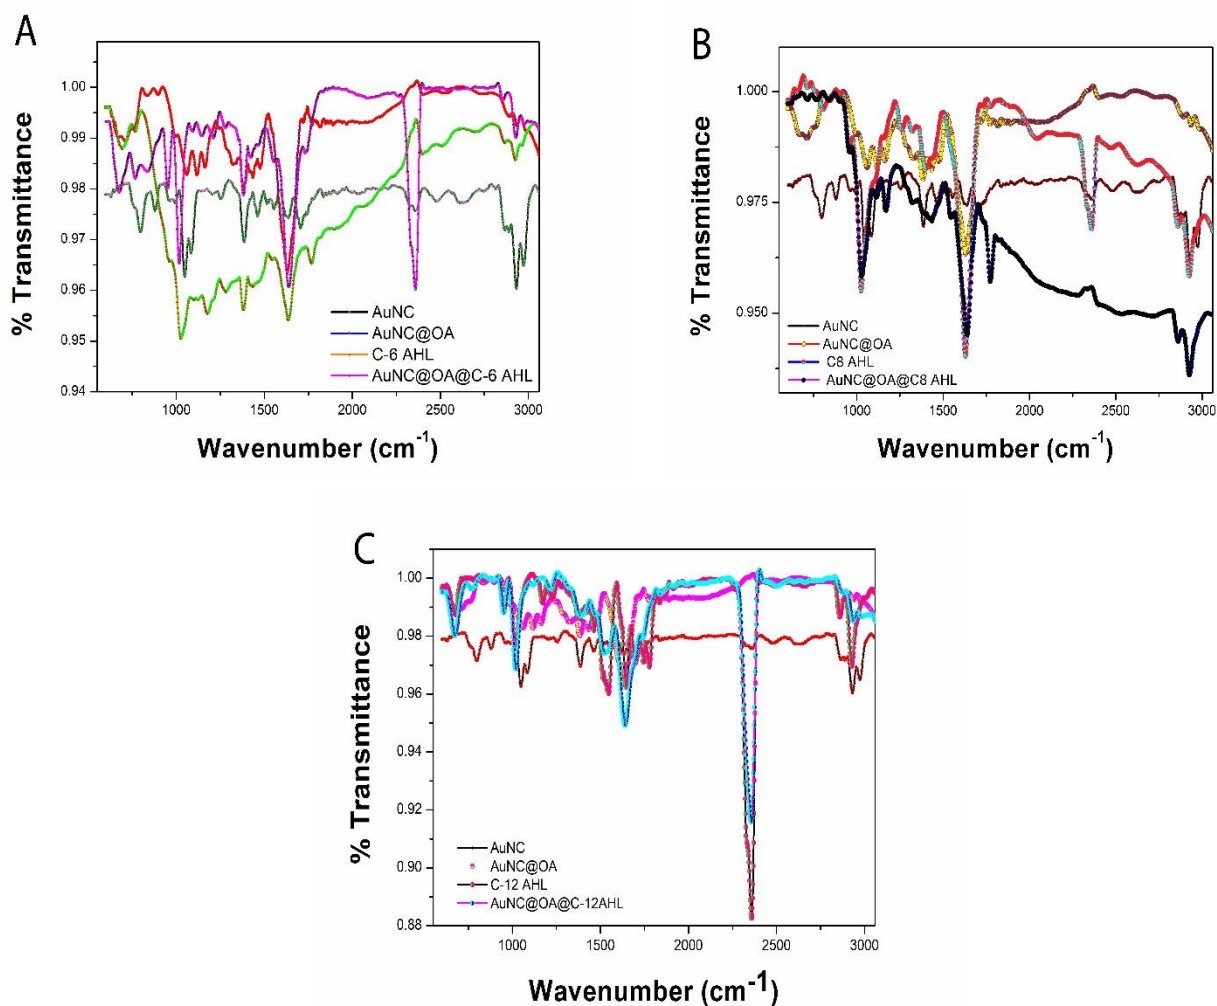 A
% Transmittance
1.00
0.99
0.98
0.97
0.96
0.95
0.94
AuNC
AuNC@OA
C-6 AHL
AuNC@OA@C-6 AHL
1000 1500 2000 2500 3000
Wavenumber (cm-1)
B
% Transmittance
1.000
0.975
0.950
AuNC
AuNC@OA
C8 AHL
AuNC@OA@C8 AHL
1000 1500 2000 2500 3000
Wavenumber (cm-1)
C
% Transmittance
1.00
0.98
0.96
0.94
0.92
0.90
0.88
AuNC
AuNC@OA
C-12 AHL
AuNC@OA@C-12AHL
1000 1500 2000 2500 3000
Wavenumber (cm-1)